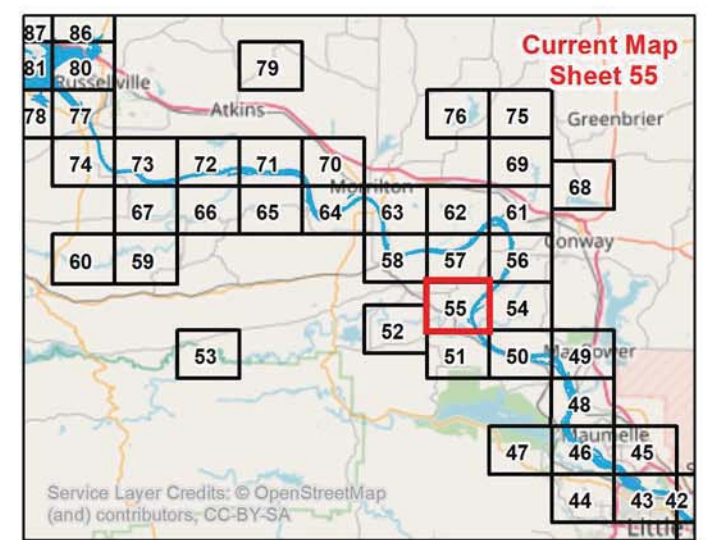 87 86
Current Map
Sheet 55
81 80
79
Russellville
78 77
Atkins
76 75
Greenbrier
74 73 72 71 70
69
68
Morrilton
67 66 65 64 63 62 61
Conway
60 59
58 57 56
55 54
52
53
51 50
49
48
Maumelle
47 46 45
Service Layer Credits: © OpenStreetMap
(and) contributors, CC-BY-SA
44 43 42
Little